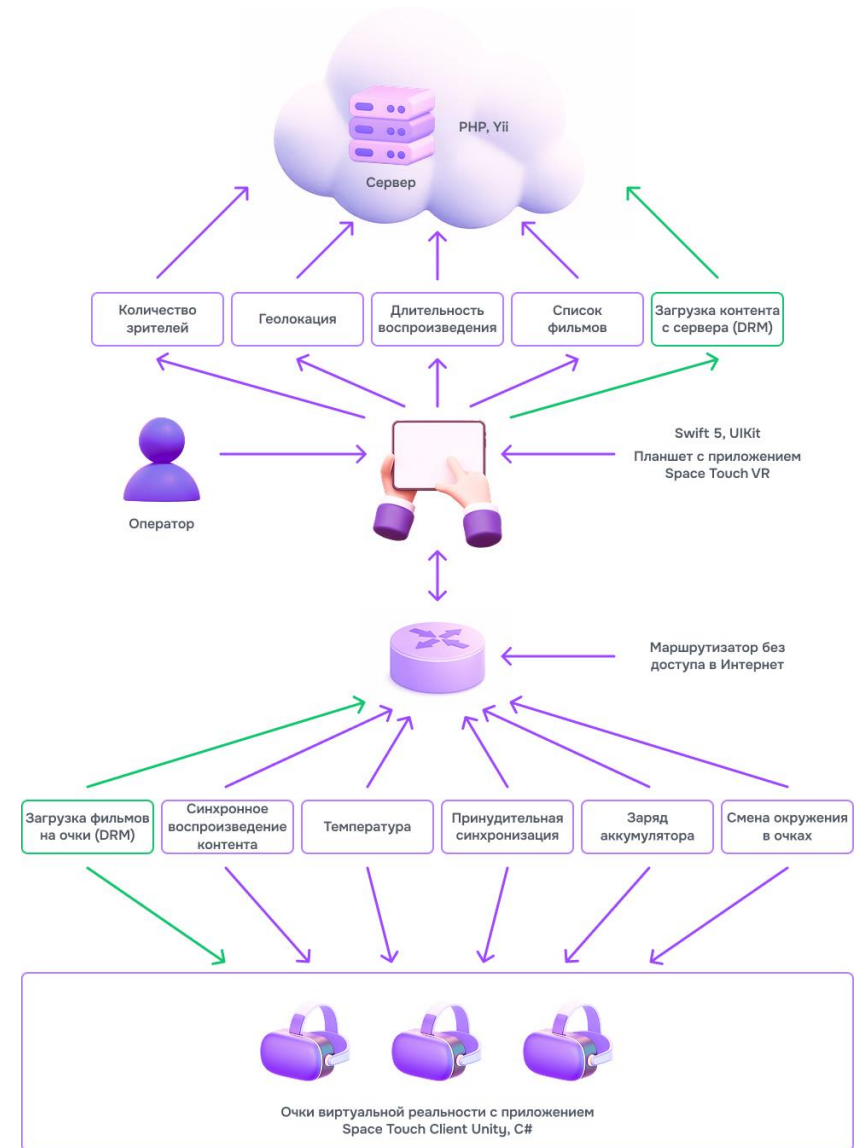 PHP, Yii
Сервер
Количество
зрителей
Геолокация
Длительность
воспроизведения
Список
фильмов
Загрузка контента
с сервера (DRM)
Swift 5, UIKit
Планшет с приложением
Space Touch VR
Оператор
Маршрутизатор без
доступа в Интернет
Загрузка фильмов
на очки (DRM)
Синхронное
воспроизведение
контента
Температура
Принудительная
синхронизация
Заряд
аккумулятора
Смена окружения
в очках
Очки виртуальной реальности с приложением
Space Touch Client Unity, C#